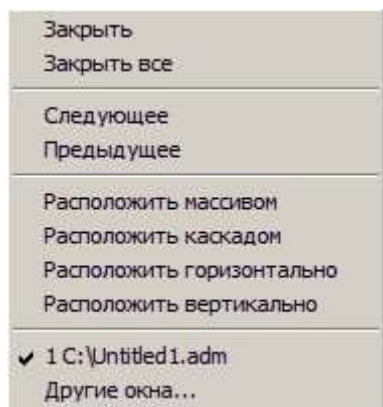 Закрыть
Закрыть все
Следующее
Предыдущее
Расположить массивом
Расположить каскадом
Расположить горизонтально
Расположить вертикально
1 C:\Untitled1.adm
Другие окна...